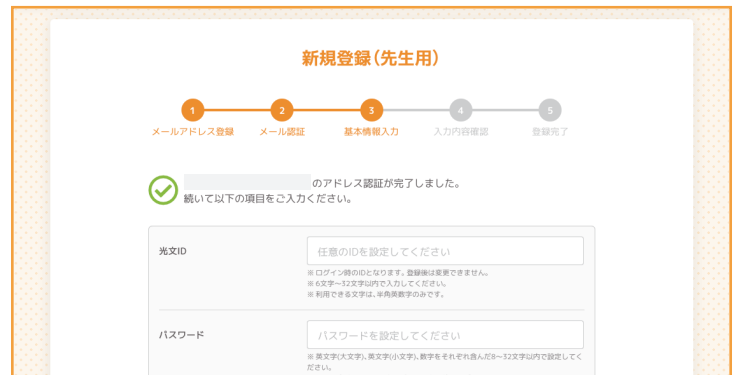 新規登録(先生用)
1 2 3 4 5
メールアドレス登録 メール認証 基本情報入力 入力内容確認 登録完了
のアドレス認証が完了しました。
続いて以下の項目をご入力ください。
光文ID
任意のIDを設定してください
※ログイン時のIDとなります。登録後は変更できません。
※6文字~32文字以内で入力してください。
※利用できる文字は、半角英数字のみです。
パスワード
パスワードを設定してください
※英文字(大文字)、英文字(小文字)、数字をそれぞれ含んだ8~32文字以内で設定してく
ださい。